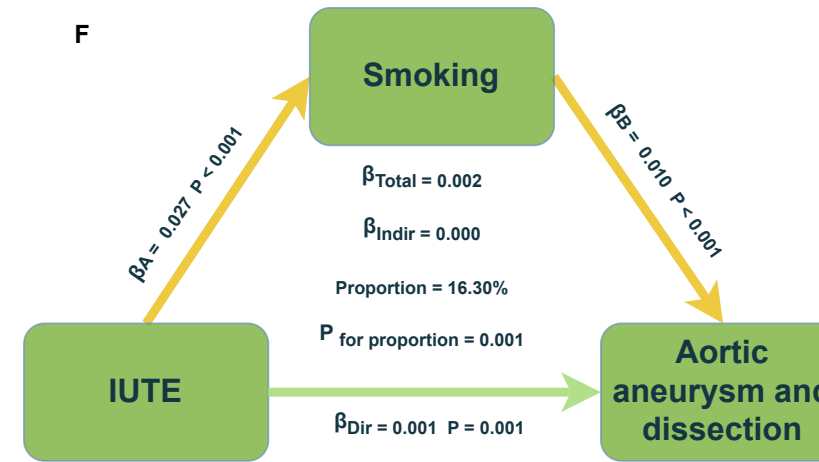 F
Smoking
βA = 0.027 P < 0.001
βB = 0.010 P < 0.001
βTotal = 0.002
βIndir = 0.000
Proportion = 16.30%
P for proportion = 0.001
IUTE
Aortic
aneurysm and
dissection
βDir = 0.001 P = 0.001